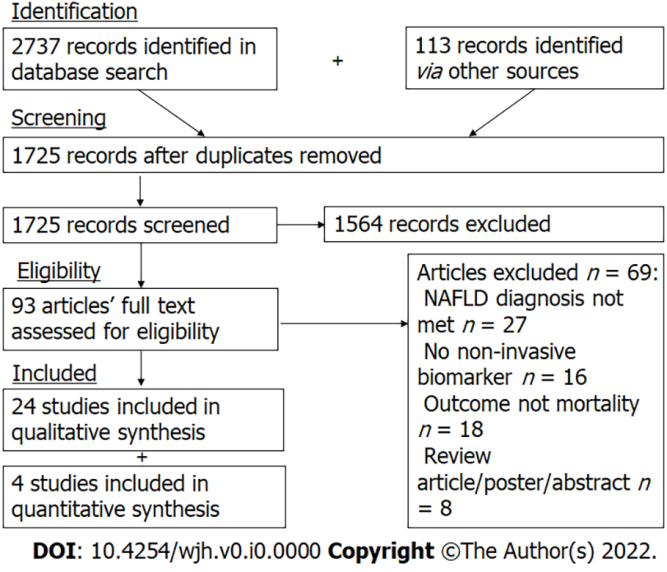 Identification
2737 records identified in
database search
+
113 records identified
via other sources
Screening
1725 records after duplicates removed
1725 records screened
1564 records excluded
Eligibility
93 articles' full text
assessed for eligibility
Articles excluded n = 69:
NAFLD diagnosis not
met n = 27
No non-invasive
biomarker n = 16
Outcome not mortality
n = 18
Review
article/poster/abstract n
= 8
Included
24 studies included in
qualitative synthesis
+
4 studies included in
quantitative synthesis
DOI: 10.4254/wjh.v0.i0.0000 Copyright ©The Author(s) 2022.